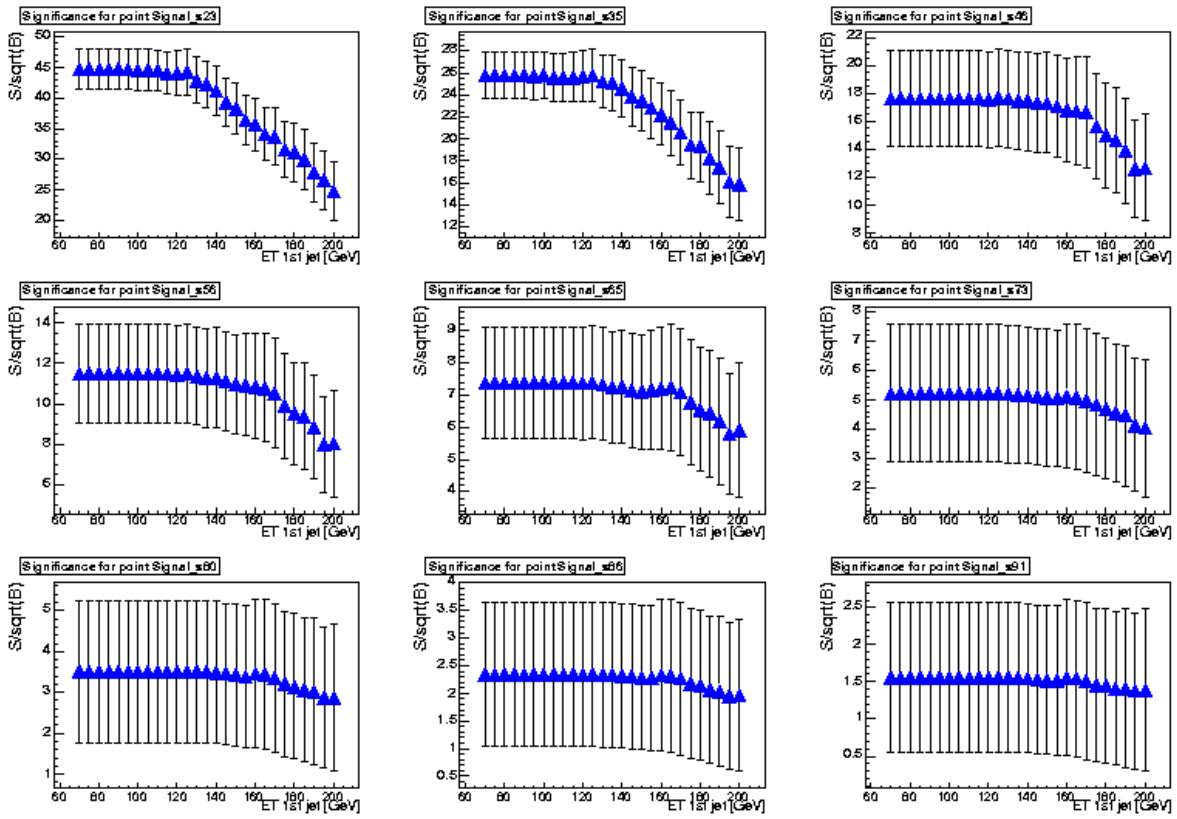 Significance for point Signal_s23
S/sqrt(B)
50
45
40
35
30
25
20
60 80 100 120 140 160 180 200
ET 1st jet [GeV]
Significance for point Signal_s35
S/sqrt(B)
28
26
24
22
20
18
16
14
12
60 80 100 120 140 160 180 200
ET 1st jet [GeV]
Significance for point Signal_s46
S/sqrt(B)
22
20
18
16
14
12
10
8
60 80 100 120 140 160 180 200
ET 1st jet [GeV]
Significance for point Signal_s56
S/sqrt(B)
14
12
10
8
6
60 80 100 120 140 160 180 200
ET 1st jet [GeV]
Significance for point Signal_s65
S/sqrt(B)
9
8
7
6
5
4
60 80 100 120 140 160 180 200
ET 1st jet [GeV]
Significance for point Signal_s73
S/sqrt(B)
8
7
6
5
4
3
2
60 80 100 120 140 160 180 200
ET 1st jet [GeV]
Significance for point Signal_s80
S/sqrt(B)
5
4
3
2
1
60 80 100 120 140 160 180 200
ET 1st jet [GeV]
Significance for point Signal_s86
S/sqrt(B)
4
3.5
3
2.5
2
1.5
1
0.5
60 80 100 120 140 160 180 200
ET 1st jet [GeV]
Significance for point Signal_s91
S/sqrt(B)
2.5
2
1.5
1
0.5
60 80 100 120 140 160 180 200
ET 1st jet [GeV]